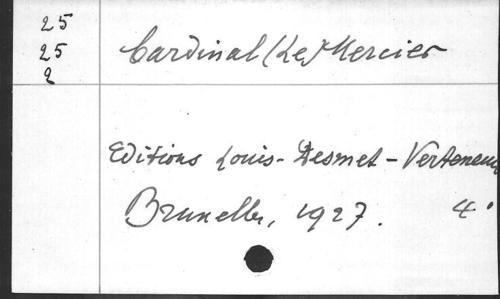 25
25
2
Cardinal (Le) Mercier
Editions Louis-Desmet-Verteneuil
Bruxelles, 1927. 4°